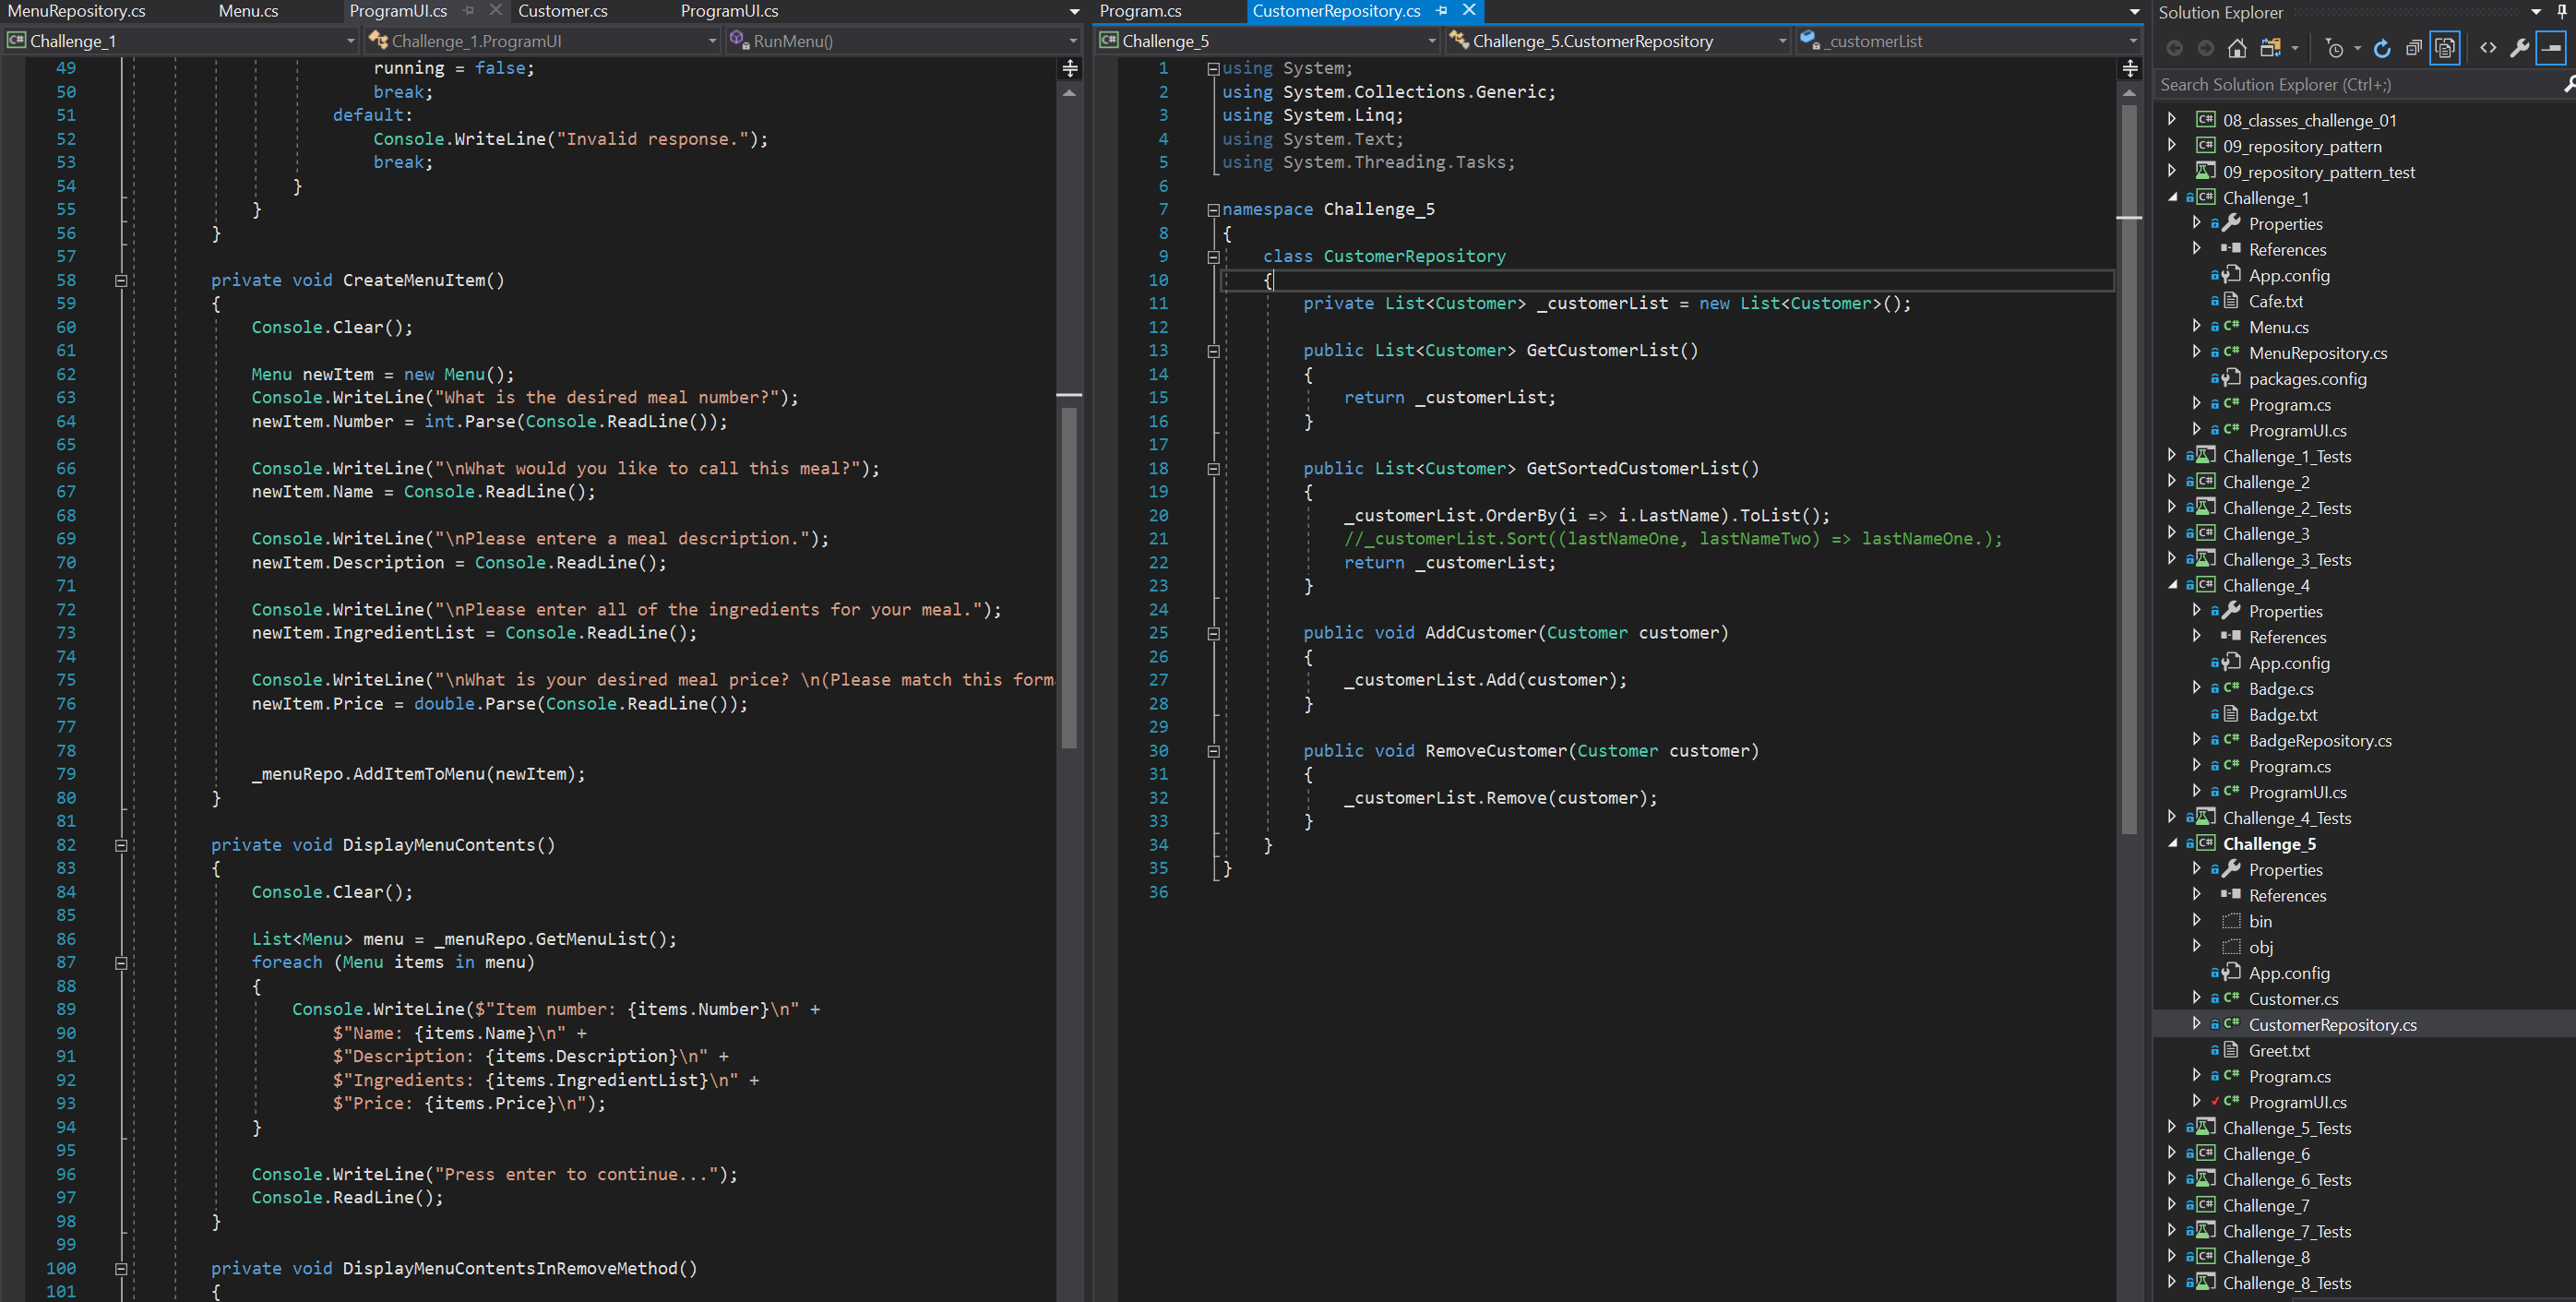 MenuRepository.cs Menu.cs ProgramUI.cs Customer.cs ProgramUI.cs
Challenge_1 Challenge_1.ProgramUI RunMenu()
49 running = false;
50 break;
51 default:
52 Console.WriteLine("Invalid response.");
53 break;
54 }
55 }
56 }
57
58 private void CreateMenuItem()
59 {
60 Console.Clear();
61
62 Menu newItem = new Menu();
63 Console.WriteLine("What is the desired meal number?");
64 newItem.Number = int.Parse(Console.ReadLine());
65
66 Console.WriteLine("\nWhat would you like to call this meal?");
67 newItem.Name = Console.ReadLine();
68
69 Console.WriteLine("\nPlease entere a meal description.");
70 newItem.Description = Console.ReadLine();
71
72 Console.WriteLine("\nPlease enter all of the ingredients for your meal.");
73 newItem.IngredientList = Console.ReadLine();
74
75 Console.WriteLine("\nWhat is your desired meal price? \n(Please match this form
76 newItem.Price = double.Parse(Console.ReadLine());
77
78
79 _menuRepo.AddItemToMenu(newItem);
80 }
81
82 private void DisplayMenuContents()
83 {
84 Console.Clear();
85
86 List<Menu> menu = _menuRepo.GetMenuList();
87 foreach (Menu items in menu)
88 {
89 Console.WriteLine($"Item number: {items.Number}\n" +
90 $"Name: {items.Name}\n" +
91 $"Description: {items.Description}\n" +
92 $"Ingredients: {items.IngredientList}\n" +
93 $"Price: {items.Price}\n");
94 }
95
96 Console.WriteLine("Press enter to continue...");
97 Console.ReadLine();
98 }
99
100 private void DisplayMenuContentsInRemoveMethod()
101 {
Program.cs CustomerRepository.cs
Challenge_5 Challenge_5.CustomerRepository _customerList
1 using System;
2 using System.Collections.Generic;
3 using System.Linq;
4 using System.Text;
5 using System.Threading.Tasks;
6
7 namespace Challenge_5
8 {
9 class CustomerRepository
10 {
11 private List<Customer> _customerList = new List<Customer>();
12
13 public List<Customer> GetCustomerList()
14 {
15 return _customerList;
16 }
17
18 public List<Customer> GetSortedCustomerList()
19 {
20 _customerList.OrderBy(i => i.LastName).ToList();
21 //_customerList.Sort((lastNameOne, lastNameTwo) => lastNameOne.);
22 return _customerList;
23 }
24
25 public void AddCustomer(Customer customer)
26 {
27 _customerList.Add(customer);
28 }
29
30 public void RemoveCustomer(Customer customer)
31 {
32 _customerList.Remove(customer);
33 }
34 }
35 }
36
Solution Explorer
Search Solution Explorer (Ctrl+;)
C# 08_classes_challenge_01
C# 09_repository_pattern
09_repository_pattern_test
C# Challenge_1
Properties
References
App.config
Cafe.txt
C# Menu.cs
C# MenuRepository.cs
packages.config
C# Program.cs
C# ProgramUI.cs
Challenge_1_Tests
C# Challenge_2
Challenge_2_Tests
C# Challenge_3
Challenge_3_Tests
C# Challenge_4
Properties
References
App.config
C# Badge.cs
Badge.txt
C# BadgeRepository.cs
C# Program.cs
C# ProgramUI.cs
Challenge_4_Tests
C# Challenge_5
Properties
References
bin
obj
App.config
C# Customer.cs
C# CustomerRepository.cs
Greet.txt
C# Program.cs
C# ProgramUI.cs
Challenge_5_Tests
C# Challenge_6
Challenge_6_Tests
C# Challenge_7
Challenge_7_Tests
C# Challenge_8
Challenge_8_Tests